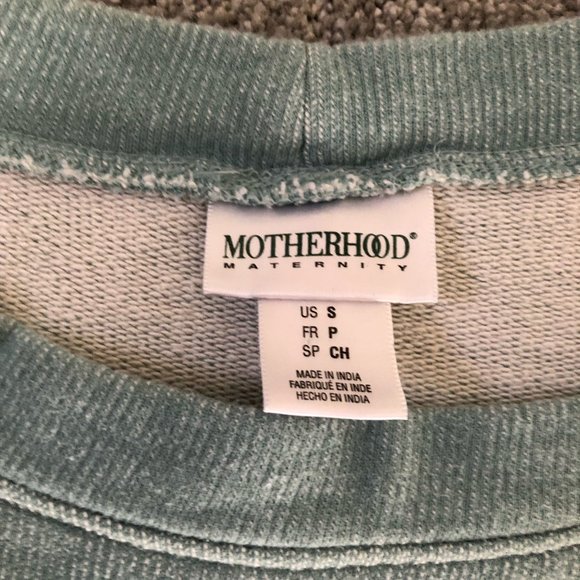 MOTHERHOOD®
MATERNITY
US S
FR P
SP CH
MADE IN INDIA
FABRIQUÉ EN INDE
HECHO EN INDIA